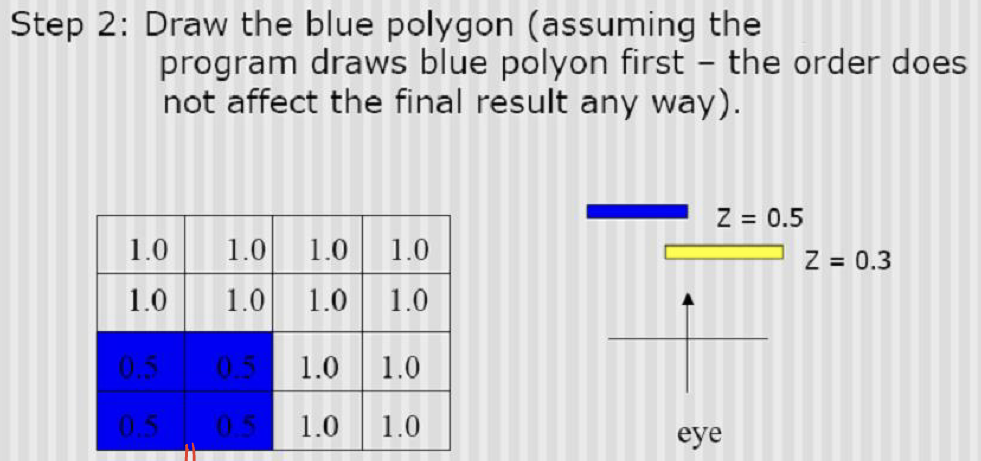 Step 2: Draw the blue polygon (assuming the
program draws blue polyon first – the order does
not affect the final result any way).
1.0 1.0 1.0 1.0
1.0 1.0 1.0 1.0
0.5 0.5 1.0 1.0
0.5 0.5 1.0 1.0
Z = 0.5
Z = 0.3
eye